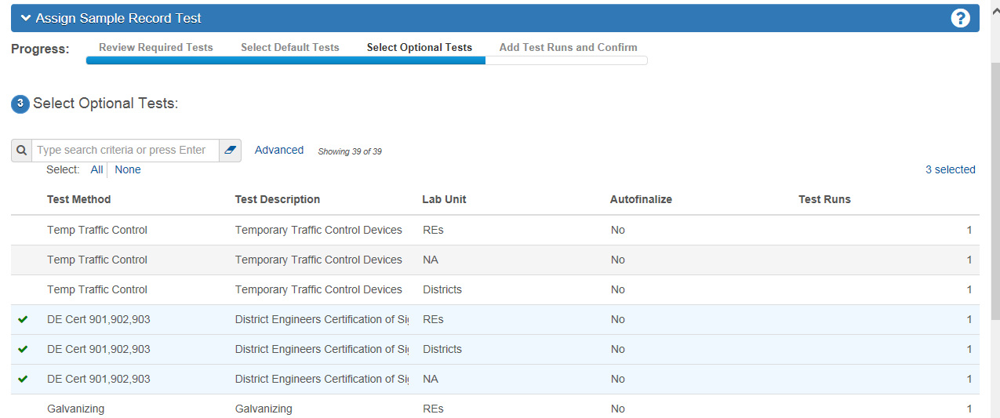 Assign Sample Record Test ?
Progress: Review Required Tests Select Default Tests Select Optional Tests Add Test Runs and Confirm
3 Select Optional Tests:
Type search criteria or press Enter Advanced Showing 39 of 39
Select: All None 3 selected
Test Method Test Description Lab Unit Autofinalize Test Runs
Temp Traffic Control Temporary Traffic Control Devices REs No 1
Temp Traffic Control Temporary Traffic Control Devices NA No 1
Temp Traffic Control Temporary Traffic Control Devices Districts No 1
DE Cert 901,902,903 District Engineers Certification of REs No 1
DE Cert 901,902,903 District Engineers Certification of Districts No 1
DE Cert 901,902,903 District Engineers Certification of NA No 1
Galvanizing Galvanizing REs No 1